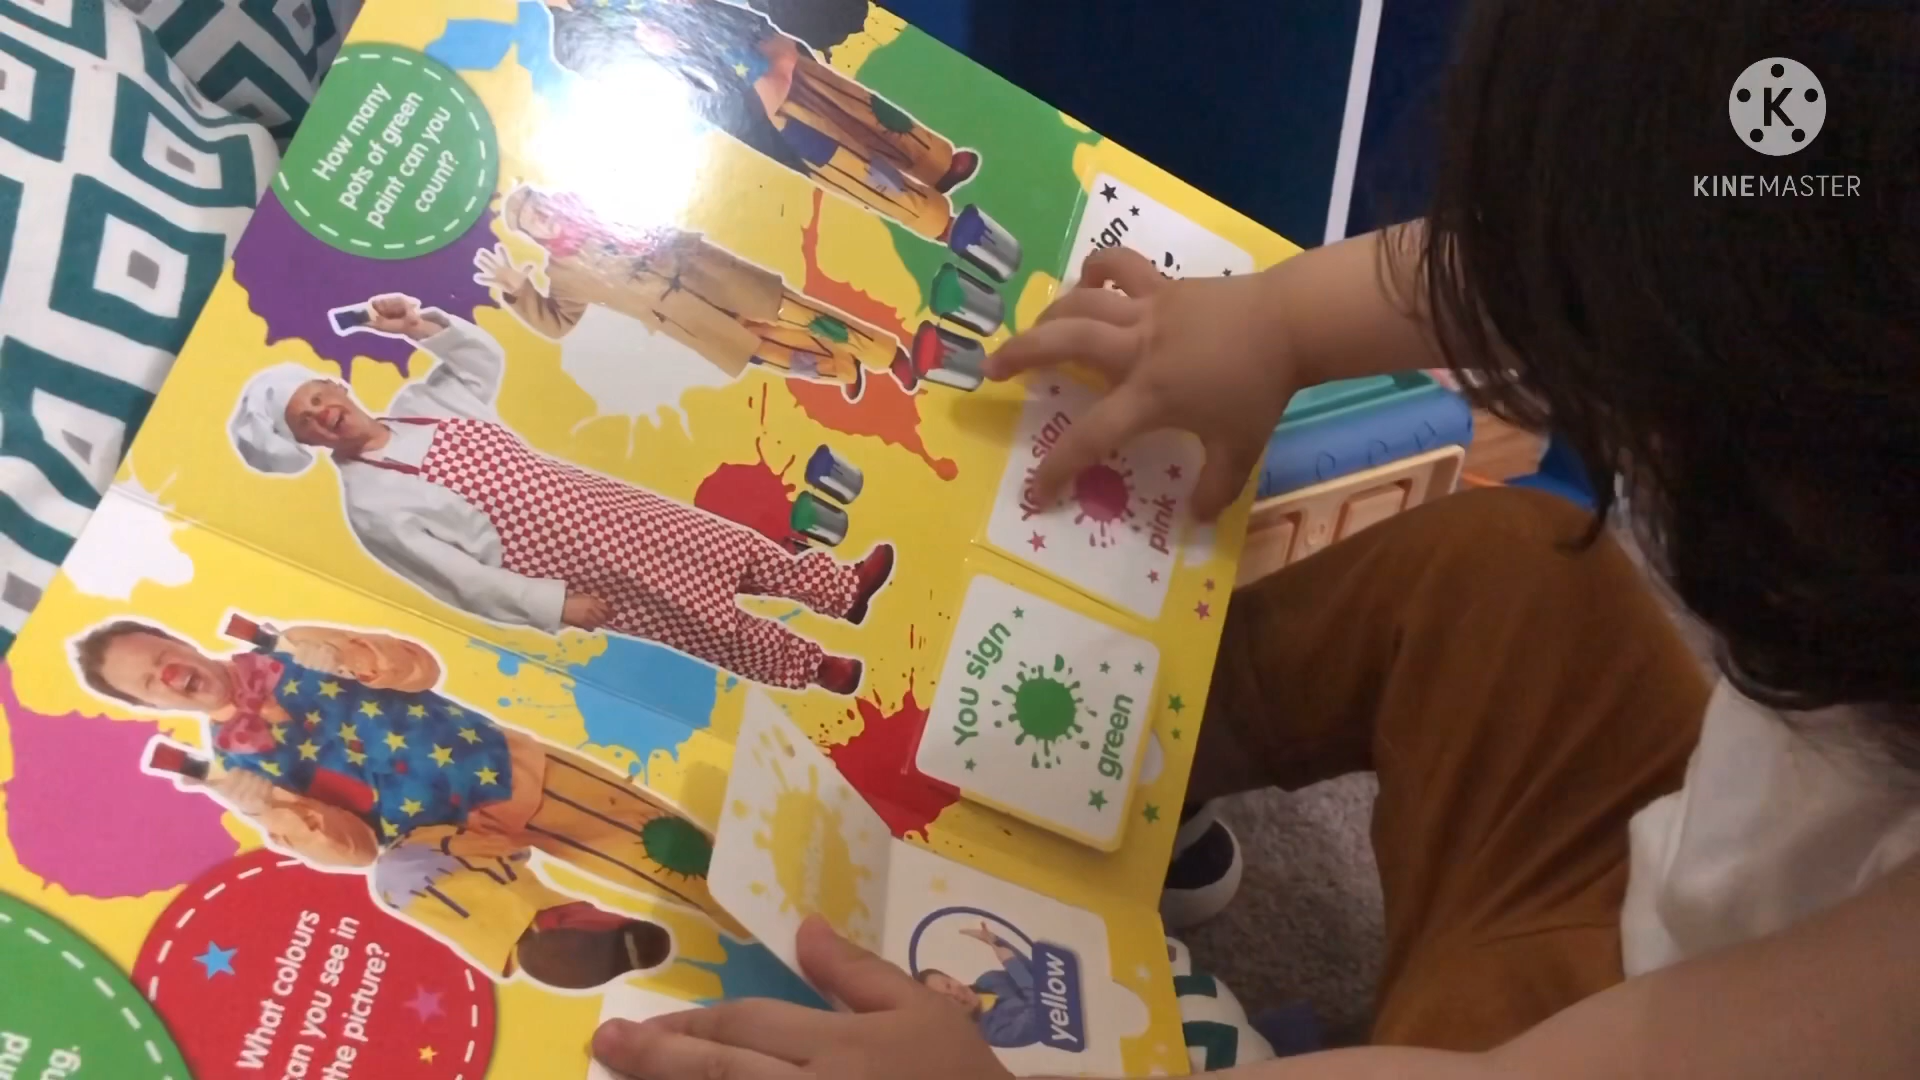 How many
pots of green
paint can you
count?
You sign
pink
You sign
green
yellow
What colours
can you see in
the picture?
KINEMASTER